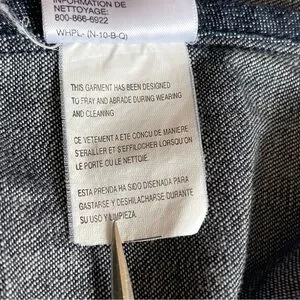 INFORMATION DE
NETTOYAGE:
800-866-6922
WHPL- (N-10-B-Q)
THIS GARMENT HAS BEEN DESIGNED
TO FRAY AND ABRADE DURING WEARING
AND CLEANING
CE VETEMENT A ETE CONCU DE MANIERE
S'ERAILLER ET S'EFFILOCHER LORSQU ON
LE PORTE OU LE NETTOIE.
ESTA PRENDA HA SIDO DISENADA PARA
GASTARSE Y DESHILACHARSE DURANTE
SU USO Y LIMPIEZA.